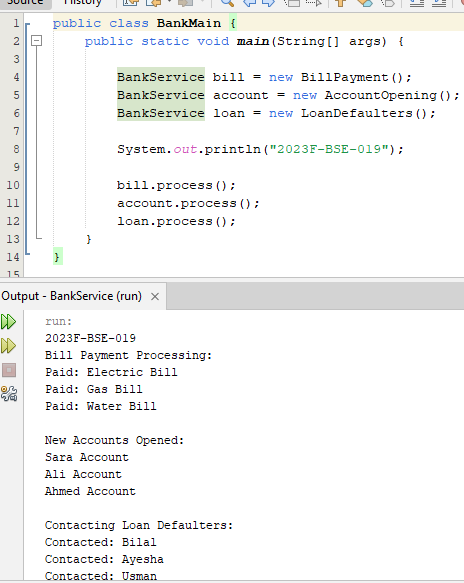 Source History
1 public class BankMain {
2 public static void main(String[] args) {
3
4 BankService bill = new BillPayment();
5 BankService account = new AccountOpening();
6 BankService loan = new LoanDefaulters();
7
8 System.out.println("2023F-BSE-019");
9
10 bill.process();
11 account.process();
12 loan.process();
13 }
14 }
15
Output - BankService (run) ×
run:
2023F-BSE-019
Bill Payment Processing:
Paid: Electric Bill
Paid: Gas Bill
Paid: Water Bill
New Accounts Opened:
Sara Account
Ali Account
Ahmed Account
Contacting Loan Defaulters:
Contacted: Bilal
Contacted: Ayesha
Contacted: Usman